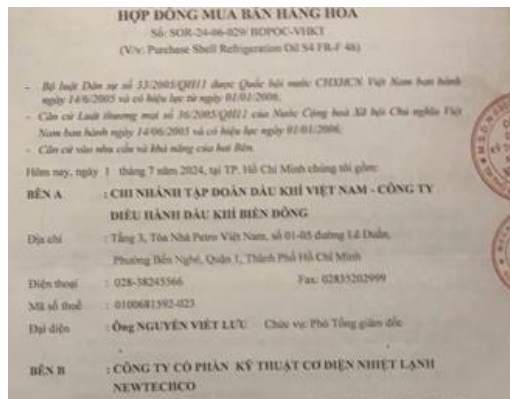 HỢP ĐỒNG MUA BÁN HÀNG HÓA
Số: SOR-24-06-029/ BDPOC-VHKT
(V/v: Purchase Shell Refrigeration Oil S4 FR-F 46)
- Bộ luật Dân sự số 33/2005/QH11 được Quốc hội nước CHXHCN Việt Nam ban hành
ngày 14/6/2005 và có hiệu lực từ ngày 01/01/2006;
- Căn cứ Luật thương mại số 36/2005/QH11 của Nước Cộng hoà Xã hội Chủ nghĩa Việt
Nam ban hành ngày 14/06/2005 và có hiệu lực ngày 01/01/2006;
- Căn cứ vào nhu cầu và khả năng của hai Bên.
Hôm nay, ngày 1 tháng 7 năm 2024, tại TP. Hồ Chí Minh chúng tôi gồm:
BÊN A : CHI NHÁNH TẬP ĐOÀN DẦU KHÍ VIỆT NAM - CÔNG TY
ĐIỀU HÀNH DẦU KHÍ BIỂN ĐÔNG
Địa chỉ : Tầng 3, Tòa Nhà Petro Việt Nam, số 01-05 đường Lê Duẩn,
Phường Bến Nghé, Quận 1, Thành Phố Hồ Chí Minh
Điện thoại : 028-38245566 Fax: 02835202999
Mã số thuế : 0100681592-023
Đại diện : Ông NGUYỄN VIẾT LƯU Chức vụ: Phó Tổng giám đốc
BÊN B : CÔNG TY CỔ PHẦN KỸ THUẬT CƠ ĐIỆN NHIỆT LẠNH
NEWTECHCO